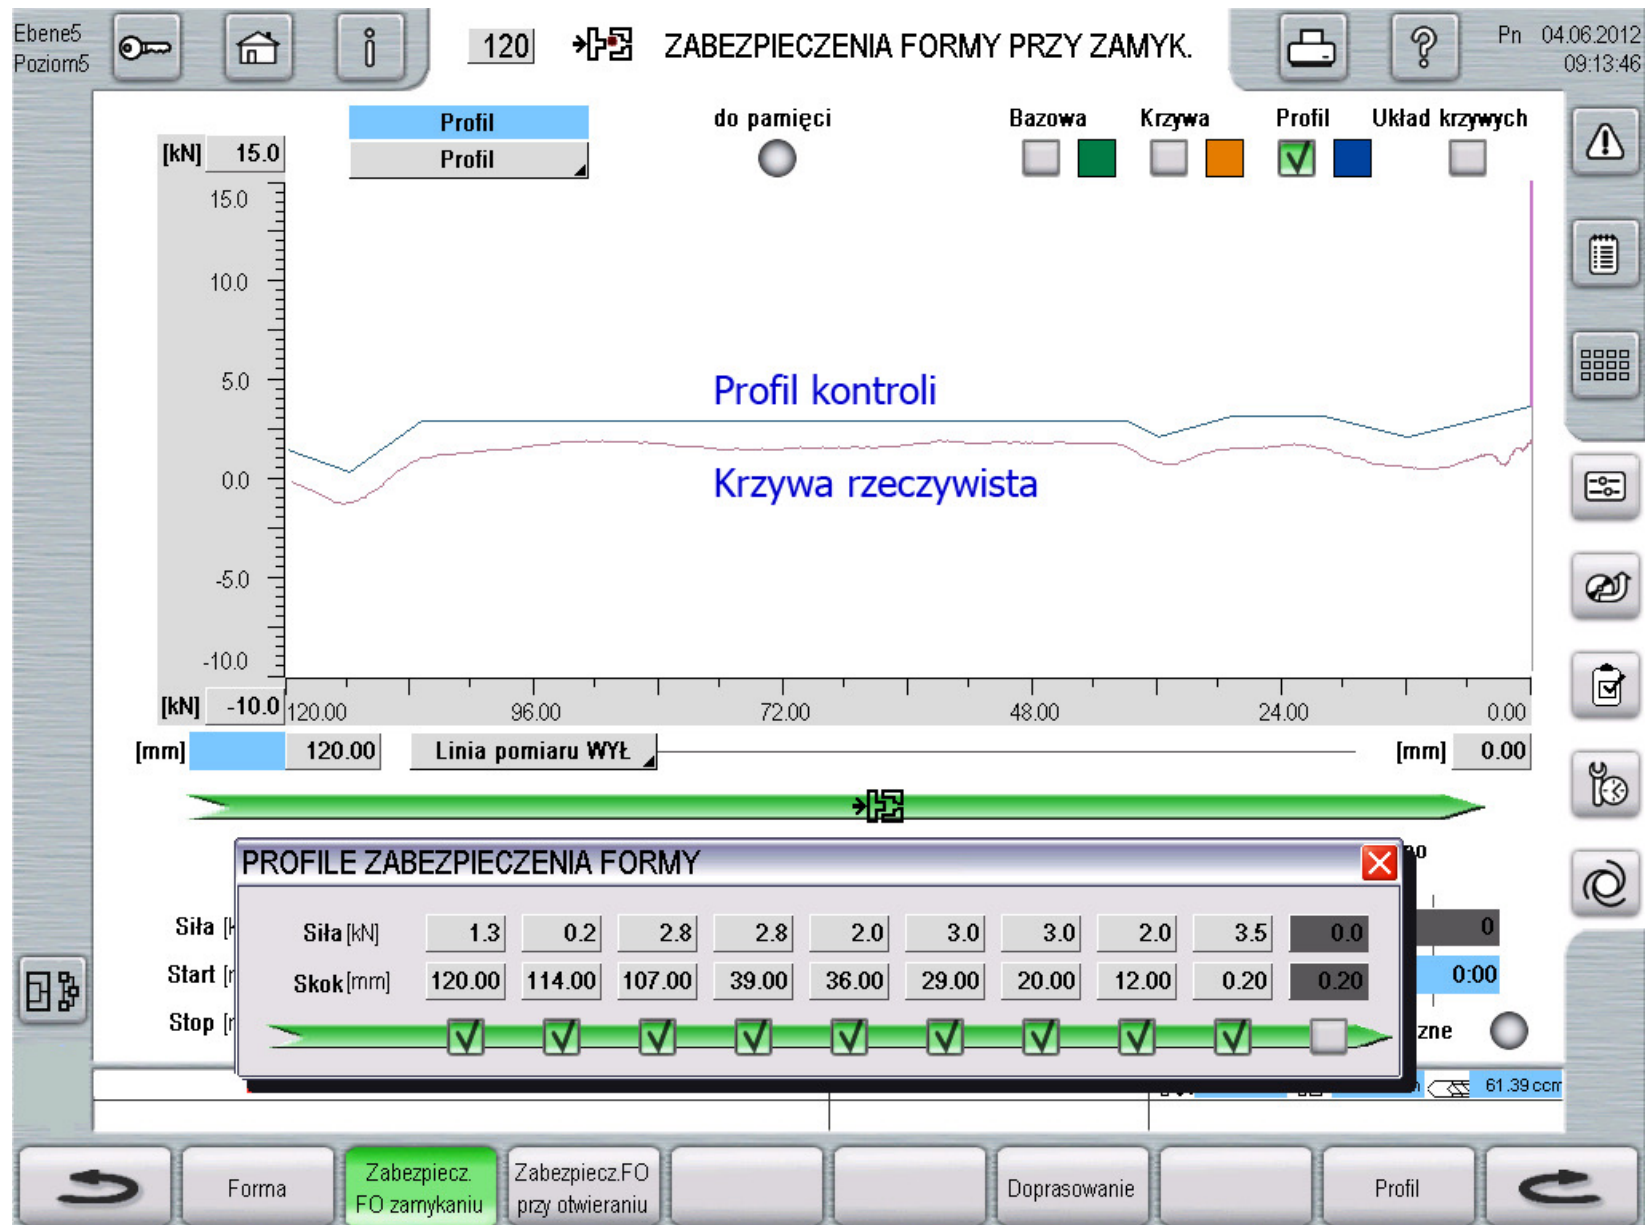 Ebene5
Poziom5
120
ZABEZPIECZENIA FORMY PRZY ZAMYK.
Pn 04.06.2012
09:13:46
Profil
Profil
do pamięci
Bazowa
Krzywa
Profil
Układ krzywych
[kN] 15.0
15.0
10.0
5.0
0.0
-5.0
-10.0
Profil kontroli
Krzywa rzeczywista
[kN] -10.0
120.00 96.00 72.00 48.00 24.00 0.00
[mm] 120.00
Linia pomiaru WYŁ
[mm] 0.00
PROFILE ZABEZPIECZENIA FORMY
Siła
Siła [kN] 1.3 0.2 2.8 2.8 2.0 3.0 3.0 2.0 3.5 0.0
0
Start
Skok [mm] 120.00 114.00 107.00 39.00 36.00 29.00 20.00 12.00 0.20 0.20
0:00
Stop
zne
61.39 ccm
Forma
Zabezpiecz.
FO zamykaniu
Zabezpiecz.FO
przy otwieraniu
Doprasowanie
Profil